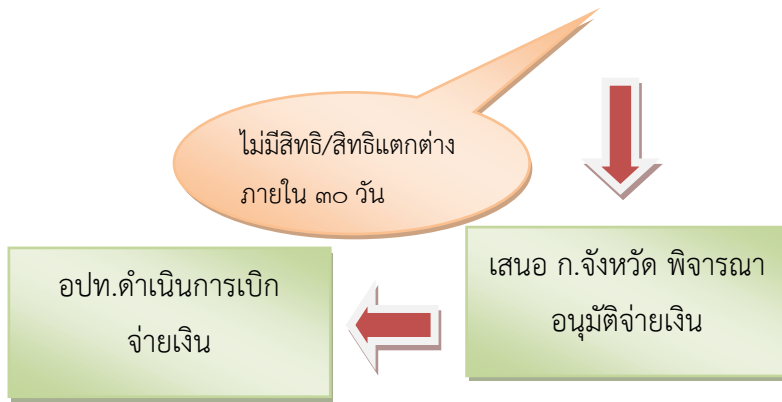 ไม่มีสิทธิ/สิทธิแตกต่าง
ภายใน ๓๐ วัน
เสนอ ก.จังหวัด พิจารณา
อนุมัติจ่ายเงิน
อปท.ดำเนินการเบิก
จ่ายเงิน